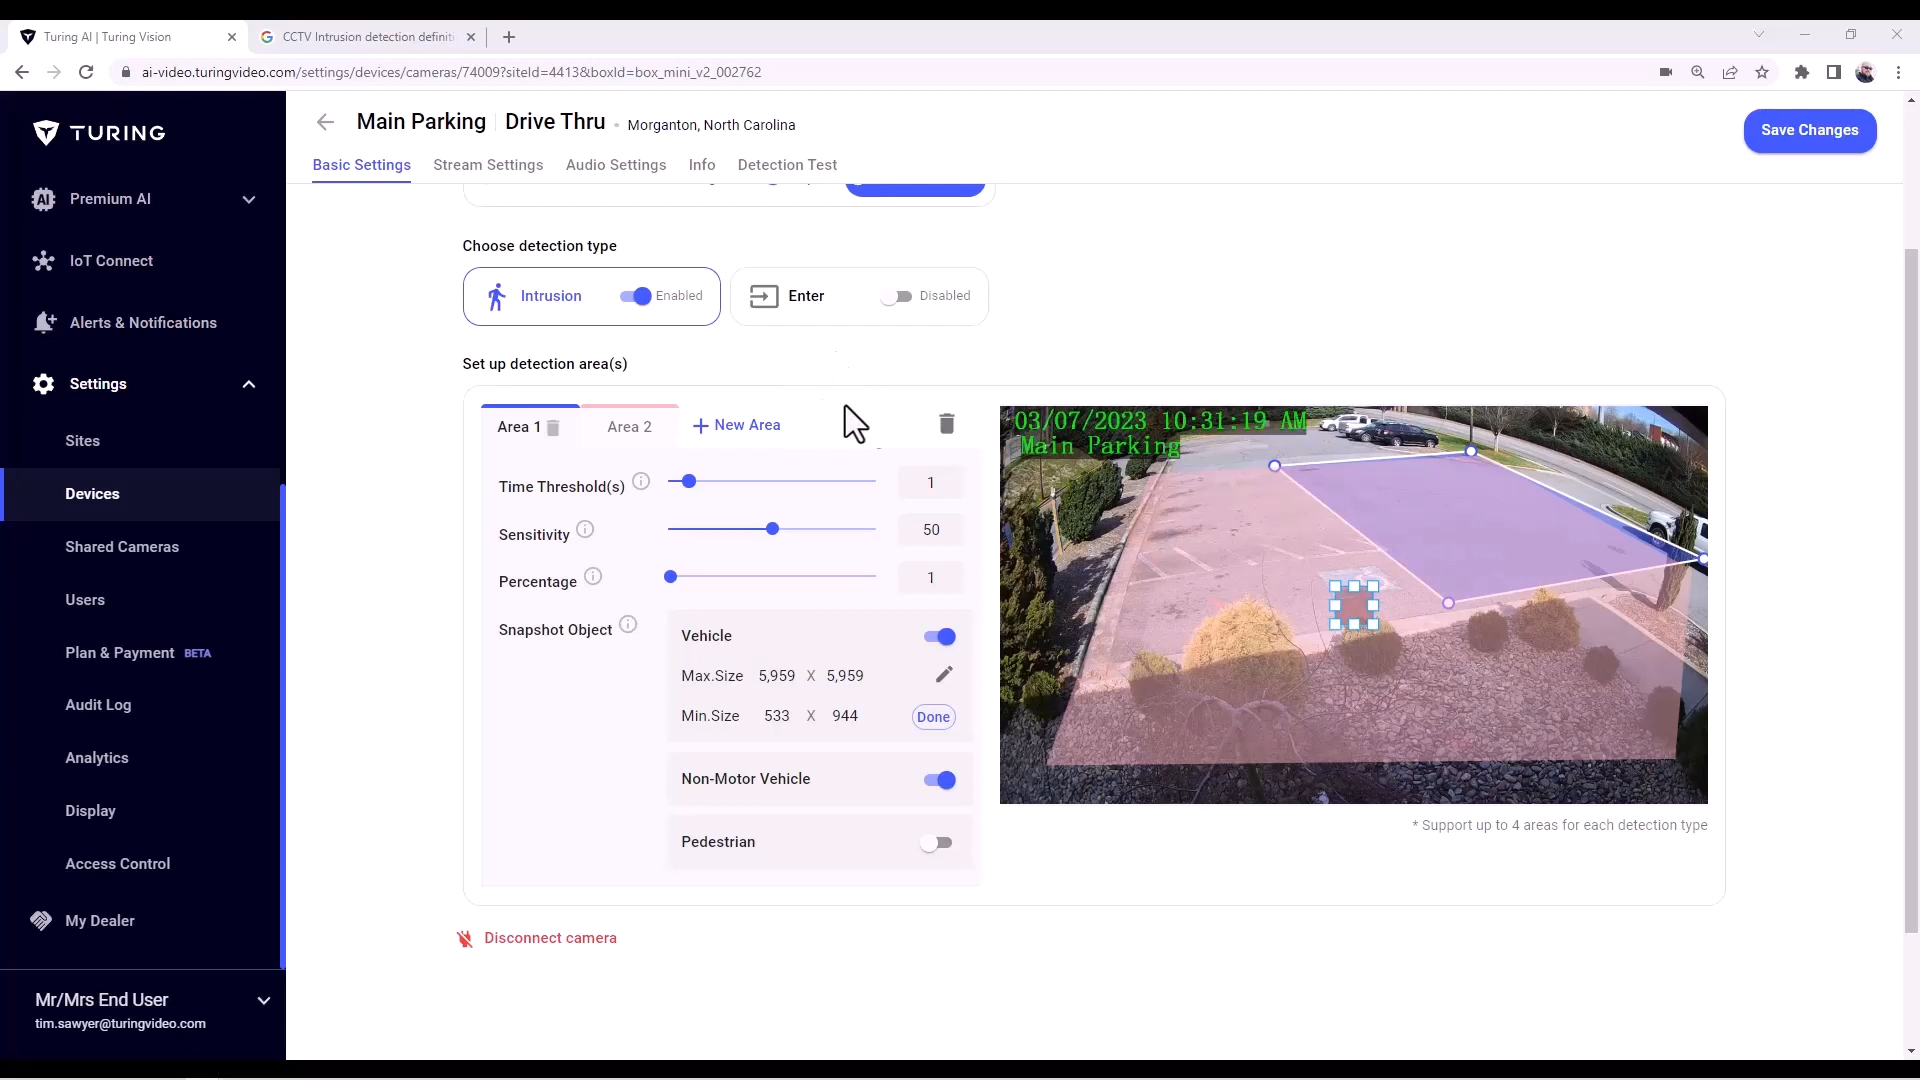 Turing AI | Turing Vision
CCTV Intrusion detection definiti
ai-video.turingvideo.com/settings/devices/cameras/74009?siteId=4413&boxId=box_mini_v2_002762
TURING
Main Parking Drive Thru Morganton, North Carolina
Save Changes
Basic Settings Stream Settings Audio Settings Info Detection Test
AI Premium AI
IoT Connect
Alerts & Notifications
Settings
Sites
Devices
Shared Cameras
Users
Plan & Payment BETA
Audit Log
Analytics
Display
Access Control
My Dealer
Mr/Mrs End User
tim.sawyer@turingvideo.com
Choose detection type
Intrusion Enabled
Enter Disabled
Set up detection area(s)
Area 1 Area 2 + New Area
Time Threshold(s) 1
Sensitivity 50
Percentage 1
Snapshot Object
Vehicle
Max.Size 5,959 X 5,959
Min.Size 533 X 944 Done
Non-Motor Vehicle
Pedestrian
03/07/2023 10:31:19 AM
Main Parking
* Support up to 4 areas for each detection type
Disconnect camera